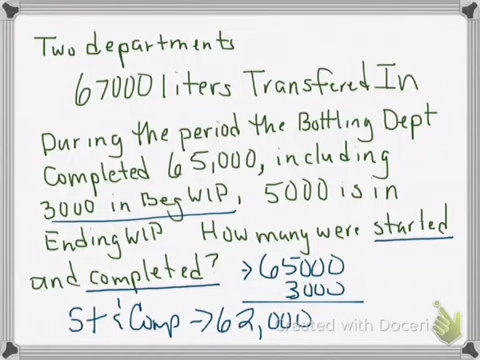 Two departments
67000 liters Transfered In
During the period the Bottling Dept
Completed 65,000, including
3000 in Beg WIP, 5000 is in
Ending WIP How many were started
and completed? → 65000
3000
St & Comp → 62,000
Created with Doceri